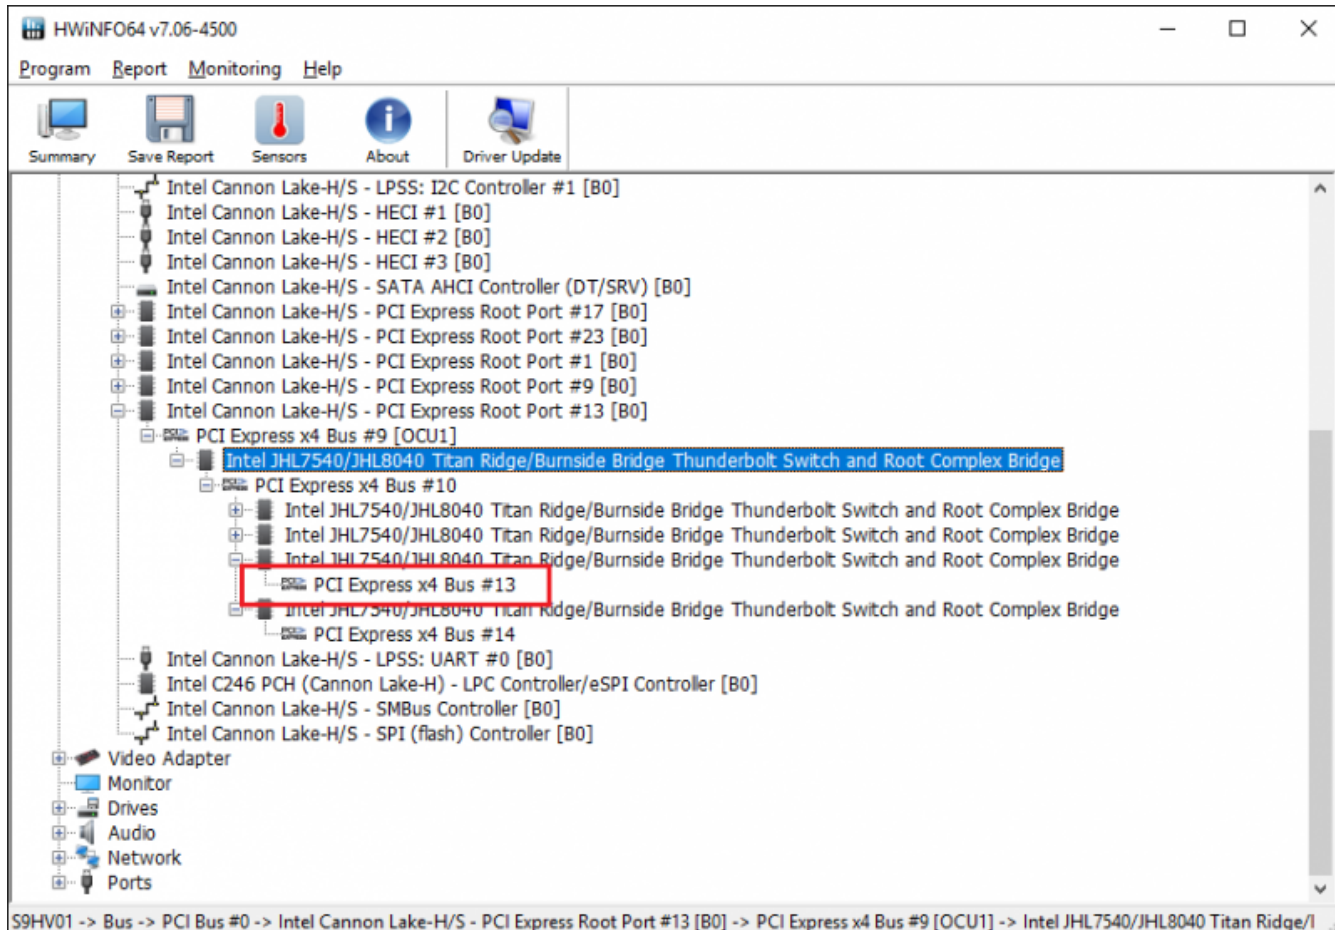 HWiNFO64 v7.06-4500
Program Report Monitoring Help
Summary Save Report Sensors About Driver Update
Intel Cannon Lake-H/S - LPSS: I2C Controller #1 [B0]
Intel Cannon Lake-H/S - HECI #1 [B0]
Intel Cannon Lake-H/S - HECI #2 [B0]
Intel Cannon Lake-H/S - HECI #3 [B0]
Intel Cannon Lake-H/S - SATA AHCI Controller (DT/SRV) [B0]
Intel Cannon Lake-H/S - PCI Express Root Port #17 [B0]
Intel Cannon Lake-H/S - PCI Express Root Port #23 [B0]
Intel Cannon Lake-H/S - PCI Express Root Port #1 [B0]
Intel Cannon Lake-H/S - PCI Express Root Port #9 [B0]
Intel Cannon Lake-H/S - PCI Express Root Port #13 [B0]
PCI Express x4 Bus #9 [OCU1]
Intel JHL7540/JHL8040 Titan Ridge/Burnside Bridge Thunderbolt Switch and Root Complex Bridge
PCI Express x4 Bus #10
Intel JHL7540/JHL8040 Titan Ridge/Burnside Bridge Thunderbolt Switch and Root Complex Bridge
Intel JHL7540/JHL8040 Titan Ridge/Burnside Bridge Thunderbolt Switch and Root Complex Bridge
Intel JHL7540/JHL8040 Titan Ridge/Burnside Bridge Thunderbolt Switch and Root Complex Bridge
PCI Express x4 Bus #13
Intel JHL7540/JHL8040 Titan Ridge/Burnside Bridge Thunderbolt Switch and Root Complex Bridge
PCI Express x4 Bus #14
Intel Cannon Lake-H/S - LPSS: UART #0 [B0]
Intel C246 PCH (Cannon Lake-H) - LPC Controller/eSPI Controller [B0]
Intel Cannon Lake-H/S - SMBus Controller [B0]
Intel Cannon Lake-H/S - SPI (flash) Controller [B0]
Video Adapter
Monitor
Drives
Audio
Network
Ports
S9HV01 -> Bus -> PCI Bus #0 -> Intel Cannon Lake-H/S - PCI Express Root Port #13 [B0] -> PCI Express x4 Bus #9 [OCU1] -> Intel JHL7540/JHL8040 Titan Ridge/